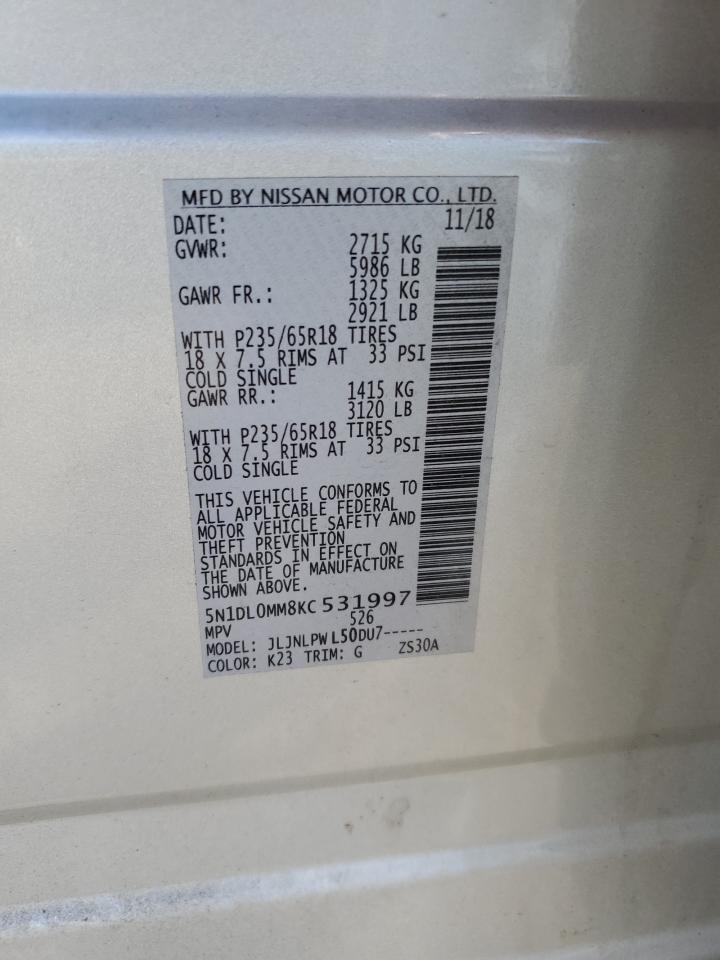 MFD BY NISSAN MOTOR CO., LTD.
DATE: 11/18
GVWR: 2715 KG
5986 LB
GAWR FR.: 1325 KG
2921 LB
WITH P235/65R18 TIRES
18 X 7.5 RIMS AT 33 PSI
COLD SINGLE
GAWR RR.: 1415 KG
3120 LB
WITH P235/65R18 TIRES
18 X 7.5 RIMS AT 33 PSI
COLD SINGLE
THIS VEHICLE CONFORMS TO
ALL APPLICABLE FEDERAL
MOTOR VEHICLE SAFETY AND
THEFT PREVENTION
STANDARDS IN EFFECT ON
THE DATE OF MANUFACTURE
SHOWN ABOVE.
5N1DL0MM8KC531997
MPV 526
MODEL: JLJNLPWL50DU7-----
COLOR: K23 TRIM: G ZS30A